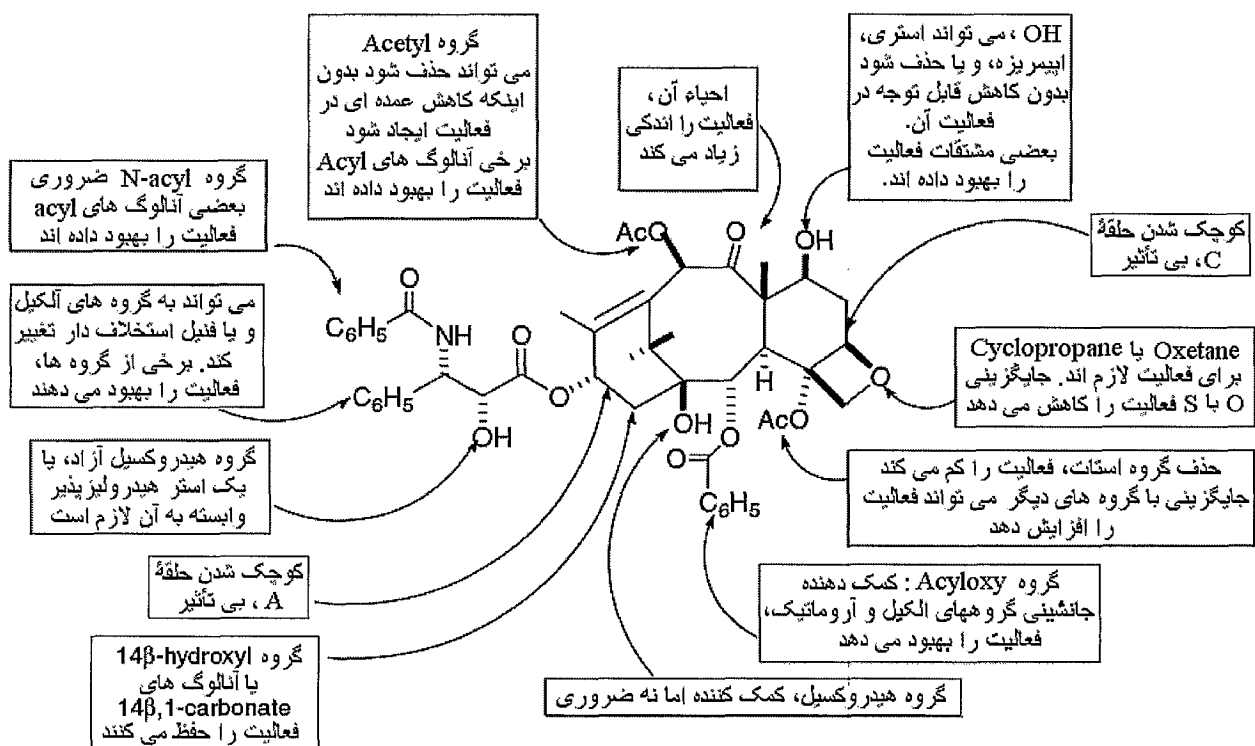 گروه Acetyl
می تواند حذف شود بدون
اینکه کاهش عمده ای در
فعالیت ایجاد شود
برخی آنالوگ های Acyl
فعالیت را بهبود داده اند
احیاء آن،
فعالیت را اندکی
زیاد می کند
OH ، می تواند استری،
اپیمریزه، و یا حذف شود
بدون کاهش قابل توجه در
فعالیت آن.
بعضی مشتقات فعالیت
را بهبود داده اند.
گروه N-acyl ضروری
بعضی آنالوگ های acyl
فعالیت را بهبود داده اند
کوچک شدن حلقۀ
C، بی تأثیر
می تواند به گروه های آلکیل
و یا فنیل استخلاف دار تغییر
کند. برخی از گروه ها،
فعالیت را بهبود می دهند
Oxetane یا Cyclopropane
برای فعالیت لازم اند. جایگزینی
O با S فعالیت را کاهش می دهد
گروه هیدروکسیل آزاد، یا
یک استر هیدرولیزپذیر
وابسته به آن لازم است
حذف گروه استات، فعالیت را کم می کند
جایگزینی با گروه های دیگر می تواند فعالیت
را افزایش دهد
کوچک شدن حلقۀ
A ، بی تأثیر
گروه Acyloxy : کمک دهنده
جانشینی گروههای الکیل و آروماتیک،
فعالیت را بهبود می دهد
گروه 14β-hydroxyl
یا آنالوگ های
14β,1-carbonate
فعالیت را حفظ می کنند
گروه هیدروکسیل، کمک کننده اما نه ضروری
AcO
O
OH
O
C6H5
NH
O
C6H5
O
OH
OH
H
O
AcO
O
O
C6H5